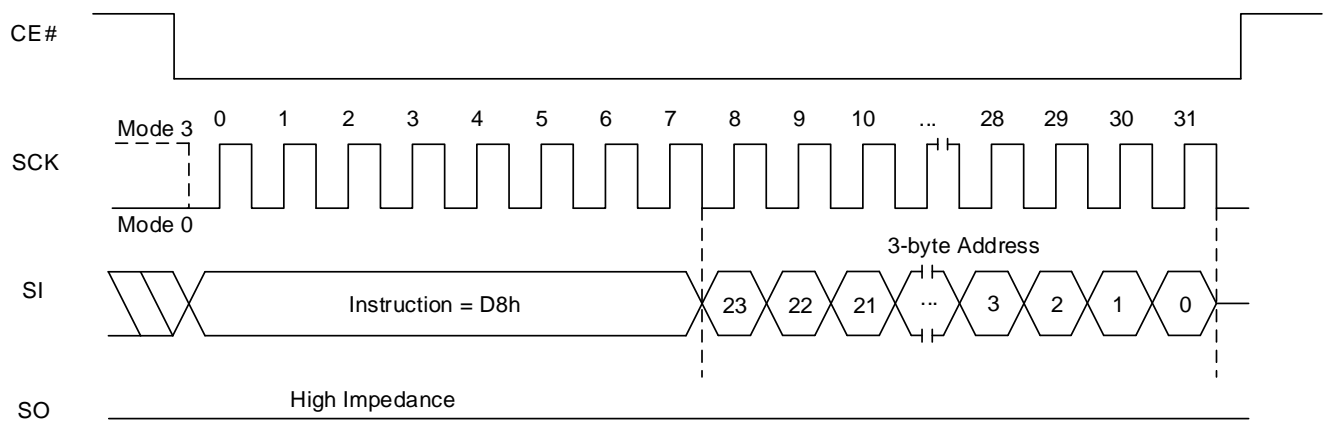 CE#
Mode 3
0 1 2 3 4 5 6 7 8 9 10 ... 28 29 30 31
SCK
Mode 0
3-byte Address
SI
Instruction = D8h 23 22 21 ... 3 2 1 0
High Impedance
SO